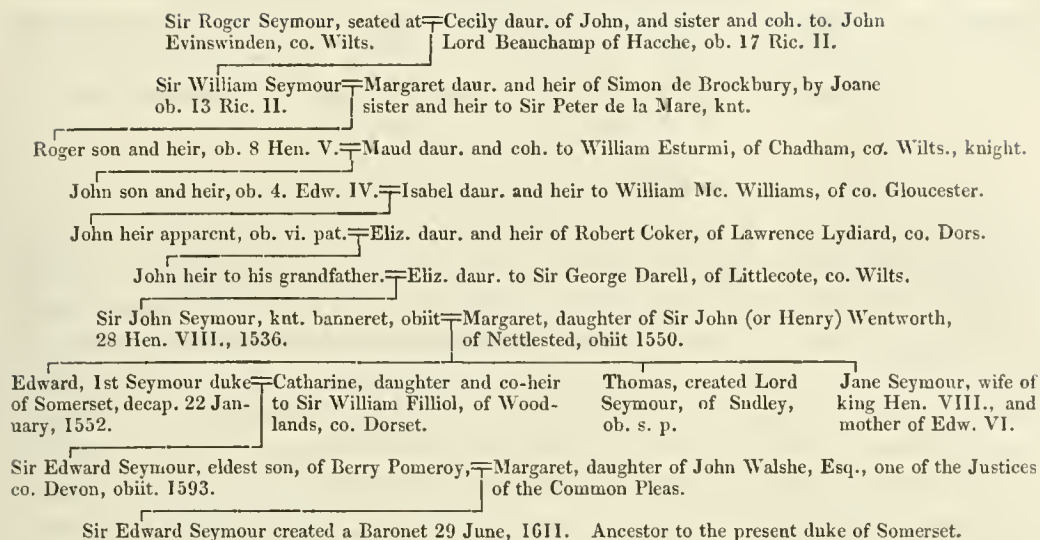 Sir Roger Seymour, seated at Cecily daur. of John, and sister and coh. to. John
Evinswinden, co. Wilts. Lord Beauchamp of Hacche, ob. 17 Ric. II.
Sir William Seymour Margaret daur. and heir of Simon de Brockbury, by Joane
ob. 13 Ric. II. sister and heir to Sir Peter de la Mare, knt.
Roger son and heir, ob. 8 Hen. V. Maud daur. and coh. to William Esturmi, of Chadham, co. Wilts., knight.
John son and heir, ob. 4. Edw. IV. Isabel daur. and heir to William Mc. Williams, of co. Gloucester.
John heir apparent, ob. vi. pat. Eliz. daur. and heir of Robert Coker, of Lawrence Lydiard, co. Dors.
John heir to his grandfather. Eliz. daur. to Sir George Darell, of Littlecote, co. Wilts.
Sir John Seymour, knt. banneret, obiit Margaret, daughter of Sir John (or Henry) Wentworth,
28 Hen. VIII., 1536. of Nettlested, obiit 1550.
Edward, 1st Seymour duke Catharine, daughter and co-heir Thomas, created Lord Jane Seymour, wife of
of Somerset, decap. 22 Jan- to Sir William Filliol, of Wood- Seymour, of Sudley, king Hen. VIII., and
uary, 1552. lands, co. Dorset. ob. s. p. mother of Edw. VI.
Sir Edward Seymour, eldest son, of Berry Pomeroy, Margaret, daughter of John Walshe, Esq., one of the Justices
co. Devon, obiit. 1593. of the Common Pleas.
Sir Edward Seymour created a Baronet 29 June, 1611. Ancestor to the present duke of Somerset.